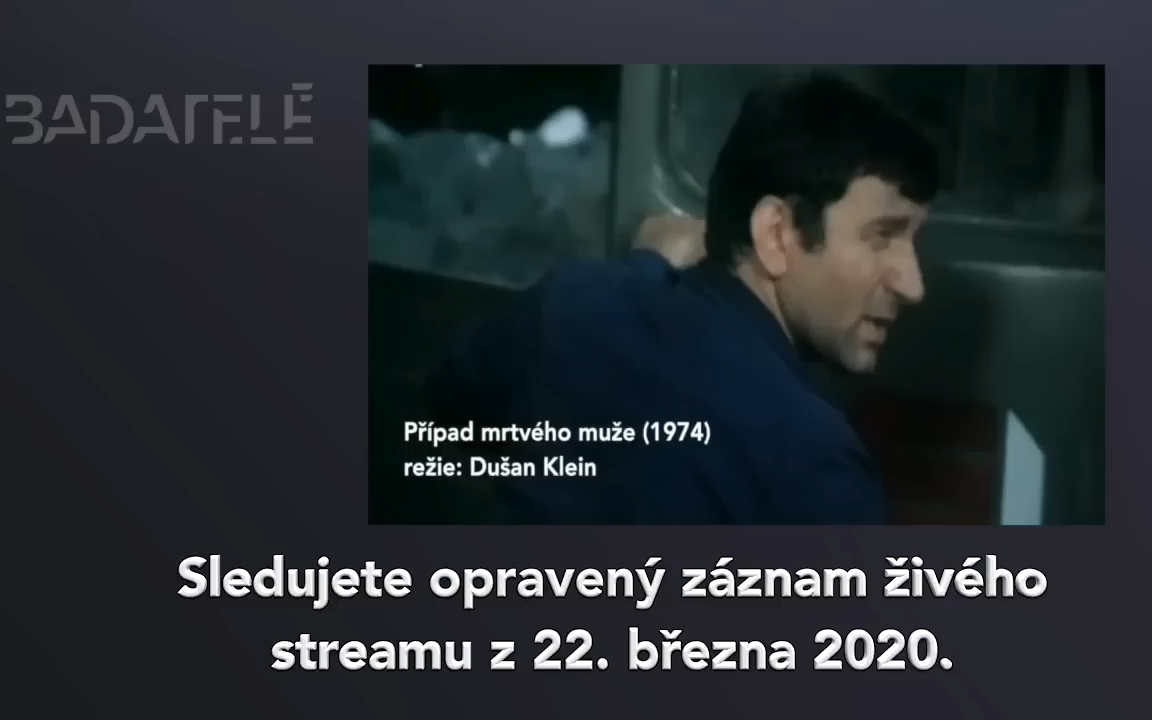 BADATELÉ
Případ mrtvého muže (1974)
režie: Dušan Klein
Sledujete opravený záznam živého
streamu z 22. března 2020.